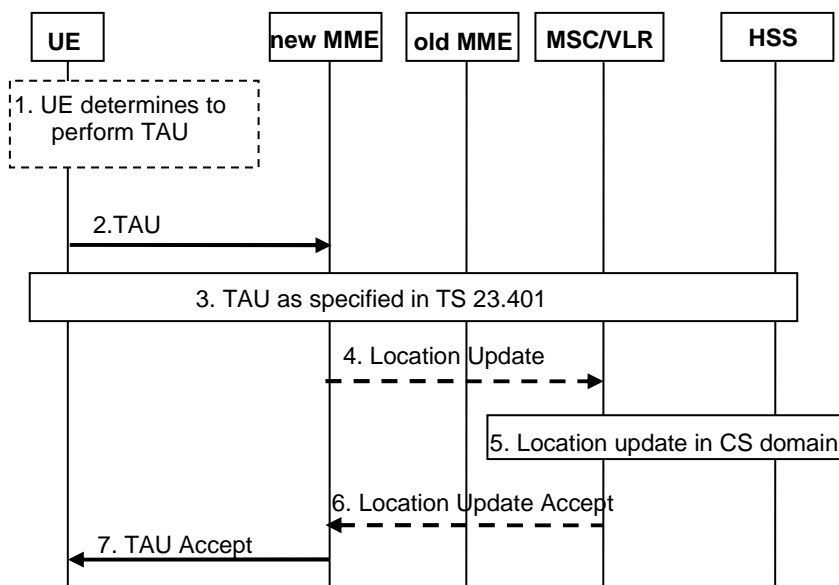 UE
new MME
old MME
MSC/VLR
HSS
1. UE determines to
perform TAU
2.TAU
3. TAU as specified in TS 23.401
4. Location Update
5. Location update in CS domain
6. Location Update Accept
7. TAU Accept